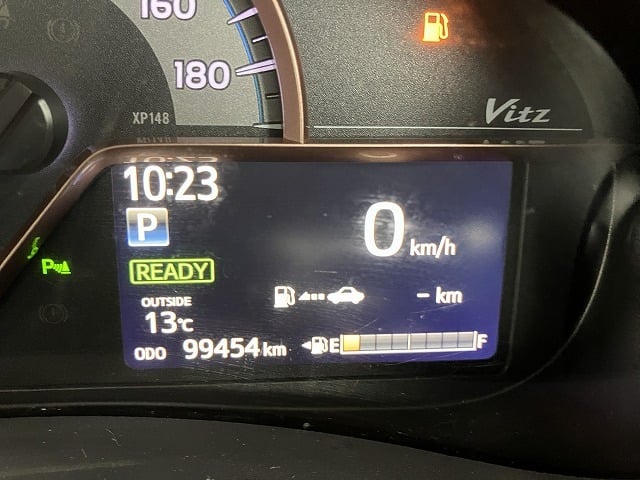 160
180
XP148
Vitz
10:23
P
0 km/h
READY
P
OUTSIDE
13℃
- km
ODO 99454 km
E F